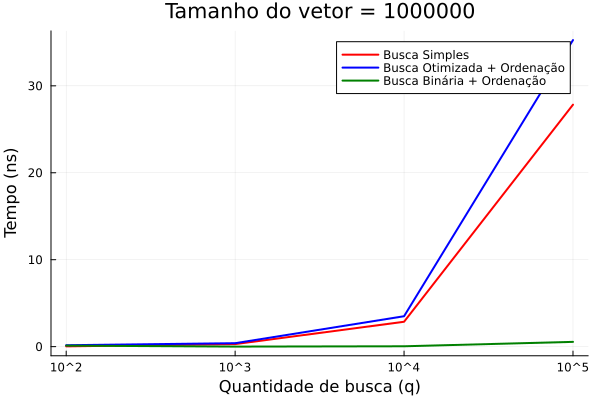 Tamanho do vetor = 1000000
Busca Simples
Busca Otimizada + Ordenação
Busca Binária + Ordenação
Tempo (ns)
30
20
10
0
10^2
10^3
10^4
10^5
Quantidade de busca (q)